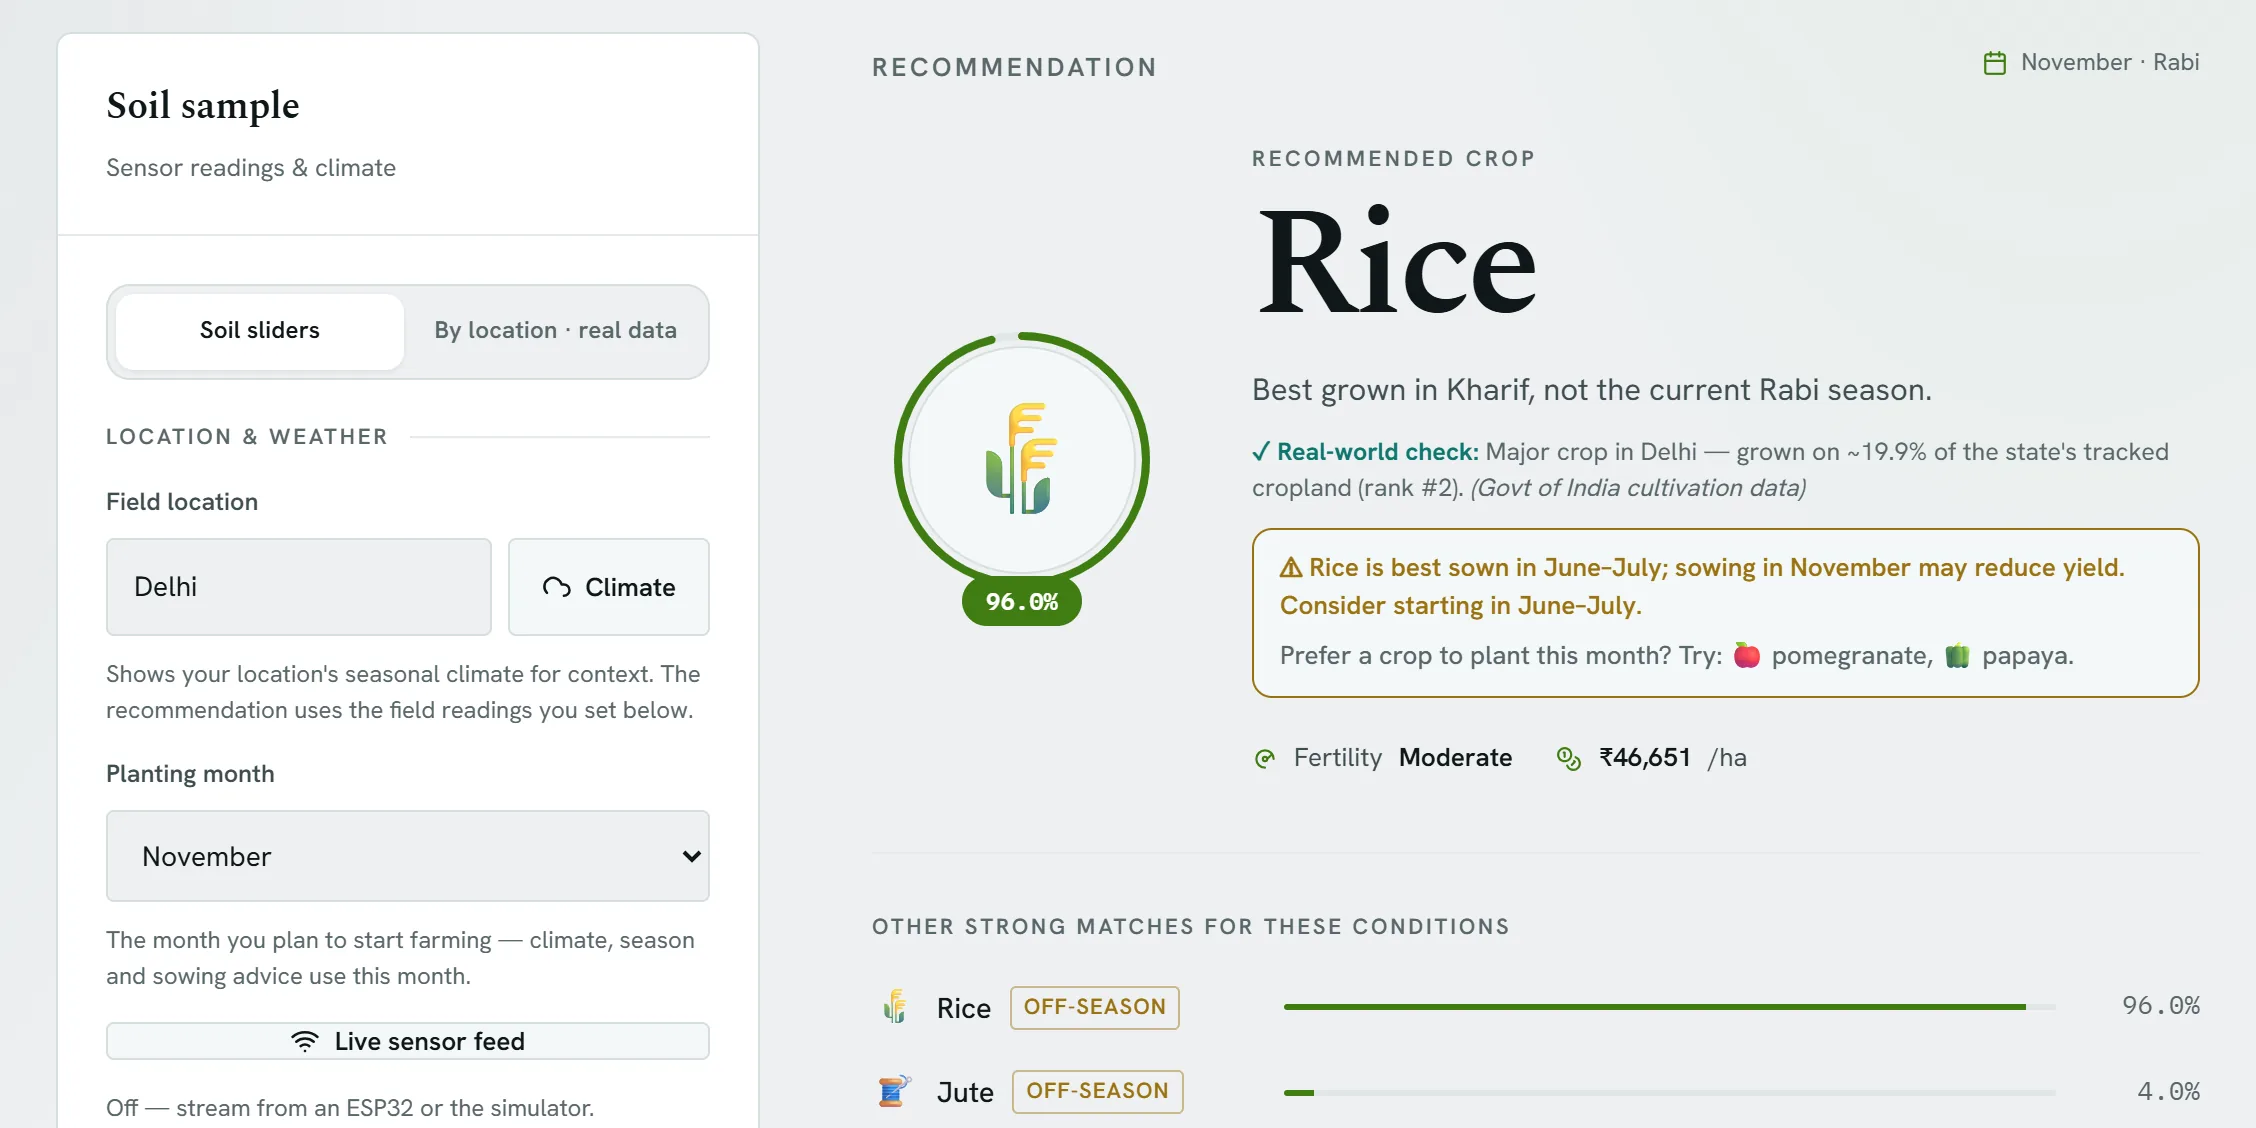 Soil sample
Sensor readings & climate
Soil sliders
By location · real data
LOCATION & WEATHER
Field location
Delhi
Climate
Shows your location's seasonal climate for context. The
recommendation uses the field readings you set below.
Planting month
November
The month you plan to start farming — climate, season
and sowing advice use this month.
Live sensor feed
Off — stream from an ESP32 or the simulator.
RECOMMENDATION
November · Rabi
RECOMMENDED CROP
Rice
96.0%
Best grown in Kharif, not the current Rabi season.
✓ Real-world check: Major crop in Delhi — grown on ~19.9% of the state's tracked
cropland (rank #2). (Govt of India cultivation data)
⚠ Rice is best sown in June–July; sowing in November may reduce yield.
Consider starting in June–July.
Prefer a crop to plant this month? Try: pomegranate, papaya.
Fertility Moderate ₹46,651 /ha
OTHER STRONG MATCHES FOR THESE CONDITIONS
Rice OFF-SEASON 96.0%
Jute OFF-SEASON 4.0%